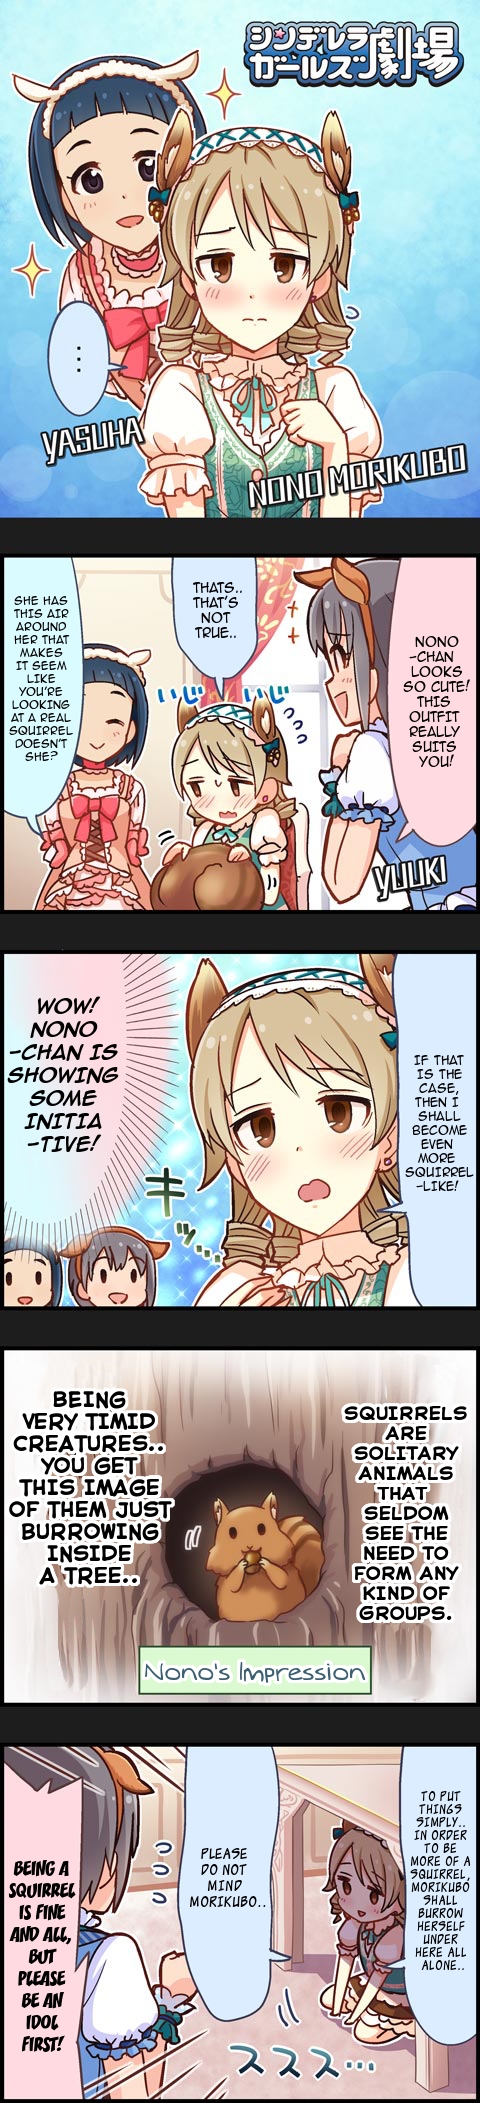 シンデレラ
ガールズ劇場
...
YASUHA
NONO MORIKUBO
NONO
-CHAN
LOOKS
SO CUTE!
THIS
OUTFIT
REALLY
SUITS
YOU!
YUUKI
THATS..
THAT'S
NOT
TRUE..
いじ いじ
SHE HAS
THIS AIR
AROUND
HER THAT
MAKES
IT SEEM
LIKE
YOU'RE
LOOKING
AT A REAL
SQUIRREL
DOESN'T
SHE?
IF THAT
IS THE
CASE,
THEN I
SHALL
BECOME
EVEN
MORE
SQUIRREL
-LIKE!
キッ…
WOW!
NONO
-CHAN IS
SHOWING
SOME
INITIA
-TIVE!
SQUIRRELS
ARE
SOLITARY
ANIMALS
THAT
SELDOM
SEE THE
NEED TO
FORM ANY
KIND OF
GROUPS.
BEING
VERY TIMID
CREATURES..
YOU GET
THIS IMAGE
OF THEM JUST
BURROWING
INSIDE
A TREE..
Nono's Impression
TO PUT
THINGS
SIMPLY..
IN ORDER
TO BE
MORE OF A
SQUIRREL,
MORIKUBO
SHALL
BURROW
HERSELF
UNDER
HERE ALL
ALONE..
PLEASE
DO NOT
MIND
MORIKUBO..
ススス…
BEING A
SQUIRREL
IS FINE
AND ALL,
BUT
PLEASE
BE AN
IDOL
FIRST!